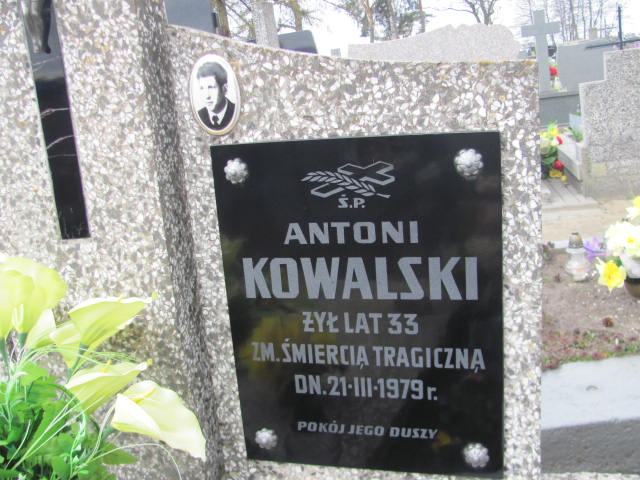 Ś.P.
ANTONI
KOWALSKI
ŻYŁ LAT 33
ZM. ŚMIERCIĄ TRAGICZNĄ
DN. 21-III-1979 r.
POKÓJ JEGO DUSZY